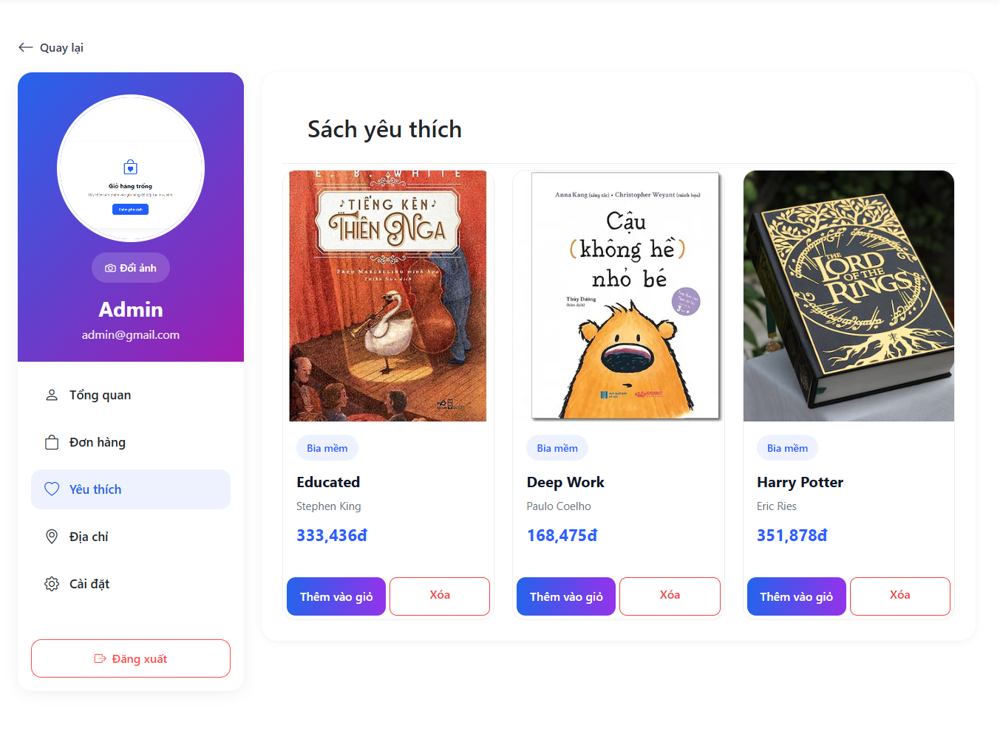 Quay lại
Giỏ hàng trống
Đổi ảnh
Admin
admin@gmail.com
Tổng quan
Đơn hàng
Yêu thích
Địa chỉ
Cài đặt
Đăng xuất
Sách yêu thích
E. B. WHITE
TIẾNG KÈN
THIÊN NGA
FRED MARCELLINO minh họa
Thiên Nga dịch
Bìa mềm
Educated
Stephen King
333,436đ
Thêm vào giỏ
Xóa
Anna Kang (sáng tác) • Christopher Weyant (minh họa)
Cậu
(không hề)
nhỏ bé
Thùy Dương
(biên dịch)
Bìa mềm
Deep Work
Paulo Coelho
168,475đ
Thêm vào giỏ
Xóa
THE
LORD
OF THE
RINGS
Bìa mềm
Harry Potter
Eric Ries
351,878đ
Thêm vào giỏ
Xóa